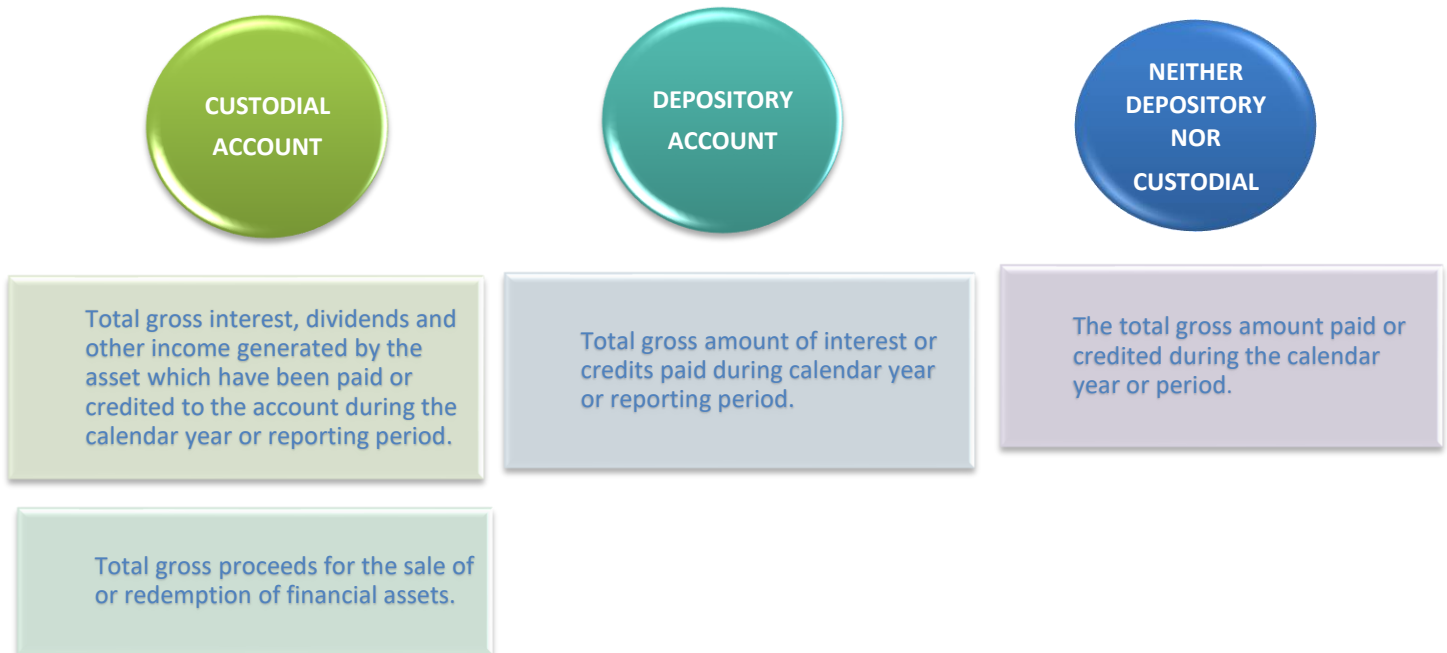 CUSTODIAL
ACCOUNT
Total gross interest, dividends and
other income generated by the
asset which have been paid or
credited to the account during the
calendar year or reporting period.
Total gross proceeds for the sale of
or redemption of financial assets.
DEPOSITORY
ACCOUNT
Total gross amount of interest or
credits paid during calendar year
or reporting period.
NEITHER
DEPOSITORY
NOR
CUSTODIAL
The total gross amount paid or
credited during the calendar
year or period.